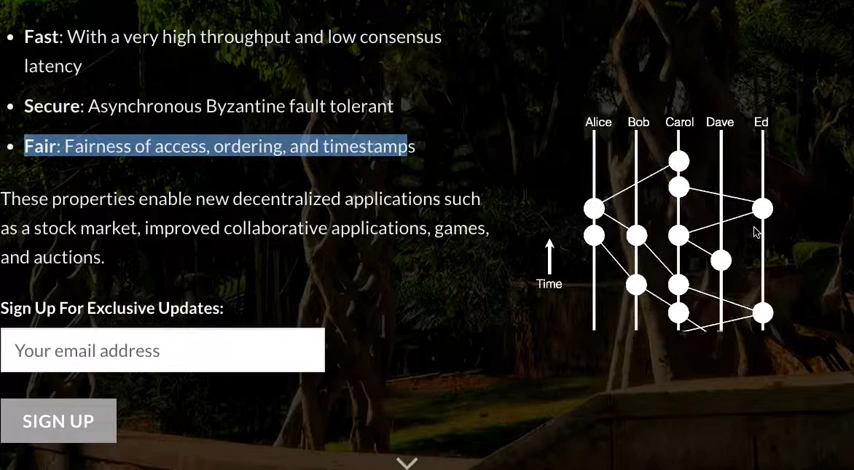 • Fast: With a very high throughput and low consensus
latency
• Secure: Asynchronous Byzantine fault tolerant
• Fair: Fairness of access, ordering, and timestamps
These properties enable new decentralized applications such
as a stock market, improved collaborative applications, games,
and auctions.
Sign Up For Exclusive Updates:
Your email address
SIGN UP
Alice Bob Carol Dave Ed
Time